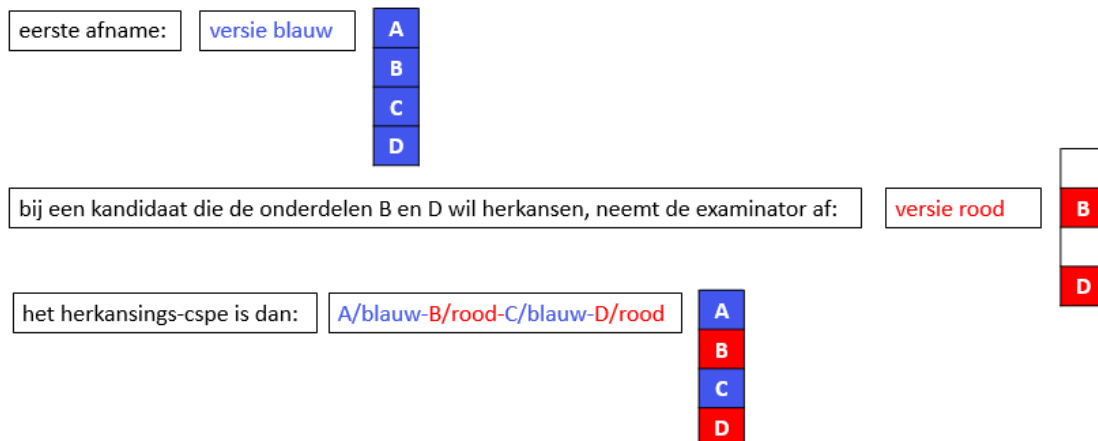 eerste afname: versie blauw A
B
C
D
bij een kandidaat die de onderdelen B en D wil herkansen, neemt de examinator af: versie rood B
D
het herkansings-cspe is dan: A/blauw-B/rood-C/blauw-D/rood A
B
C
D